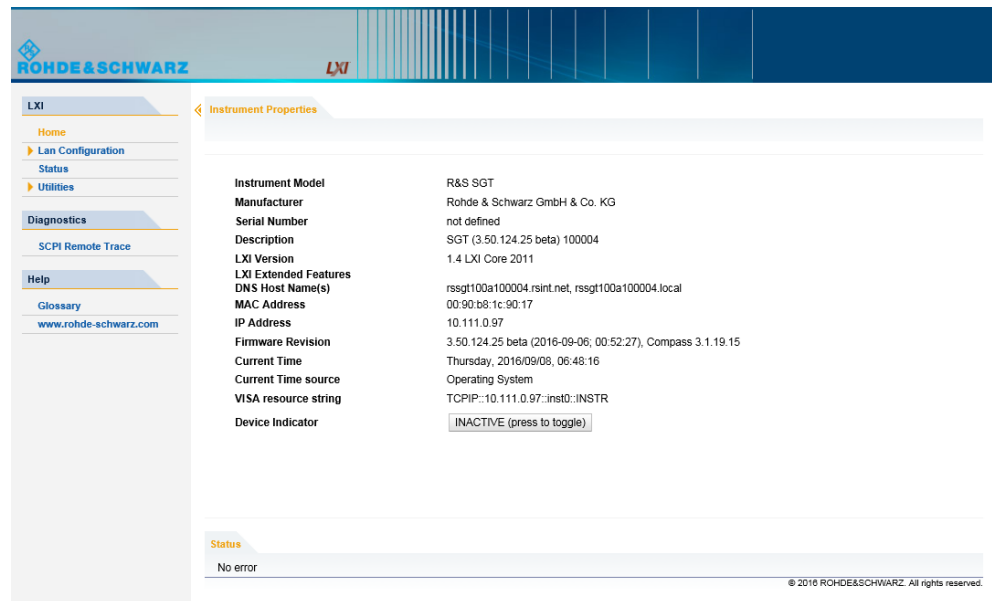 ROHDE&SCHWARZ
LXI
LXI
Home
Lan Configuration
Status
Utilities
Diagnostics
SCPI Remote Trace
Help
Glossary
www.rohde-schwarz.com
Instrument Properties
Instrument Model R&S SGT
Manufacturer Rohde & Schwarz GmbH & Co. KG
Serial Number not defined
Description SGT (3.50.124.25 beta) 100004
LXI Version 1.4 LXI Core 2011
LXI Extended Features
DNS Host Name(s) rssgt100a100004.rsint.net, rssgt100a100004.local
MAC Address 00:90:b8:1c:90:17
IP Address 10.111.0.97
Firmware Revision 3.50.124.25 beta (2016-09-06; 00:52:27), Compass 3.1.19.15
Current Time Thursday, 2016/09/08, 06:48:16
Current Time source Operating System
VISA resource string TCPIP::10.111.0.97::inst0::INSTR
Device Indicator INACTIVE (press to toggle)
Status
No error
© 2016 ROHDE&SCHWARZ. All rights reserved.